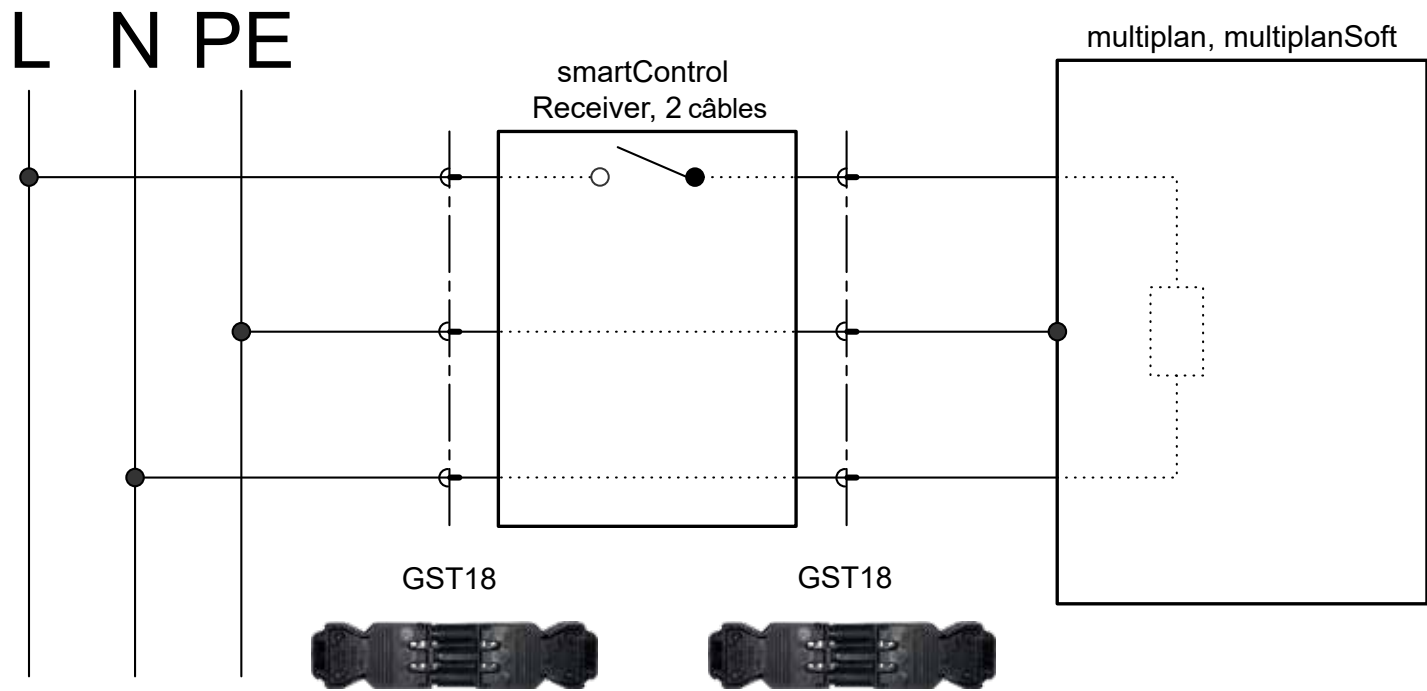 L N PE
multiplan, multiplanSoft
smartControl
Receiver, 2 câbles
GST18 GST18